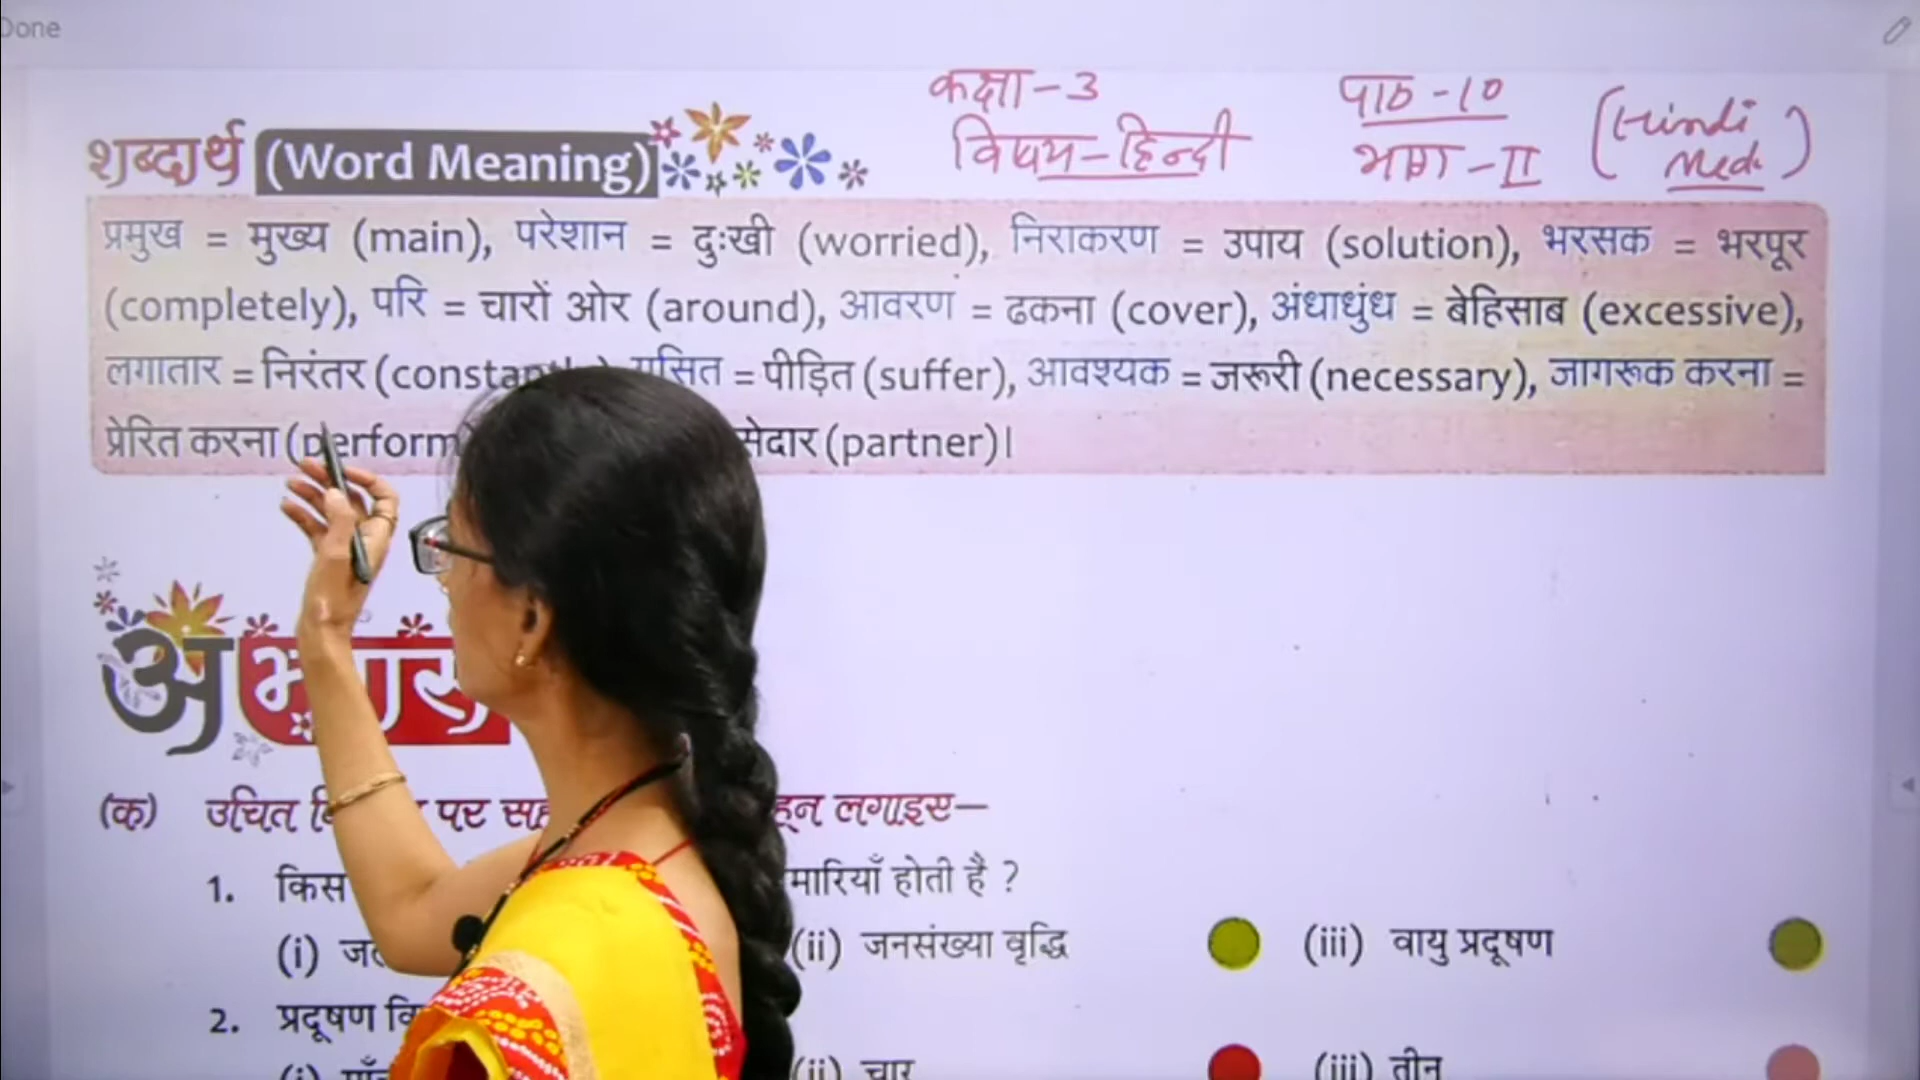 Done
कक्षा-3
विषय-हिन्दी
पाठ-10
भाग-II
(Hindi
Med.)
शब्दार्थ (Word Meaning)
प्रमुख = मुख्य (main), परेशान = दुःखी (worried), निराकरण = उपाय (solution), भरसक = भरपूर
(completely), परि = चारों ओर (around), आवरण = ढकना (cover), अंधाधुंध = बेहिसाब (excessive),
लगातार = निरंतर (constantly), ग्रसित = पीड़ित (suffer), आवश्यक = जरूरी (necessary), जागरूक करना =
प्रेरित करना (perform) (partner)।
अभ्यास
(क) उचित पर लगाइए—
1. किस होती है ?
(i) (ii) जनसंख्या वृद्धि (iii) वायु प्रदूषण
2. प्रदूषण
(i) (ii) चार (iii) तीन